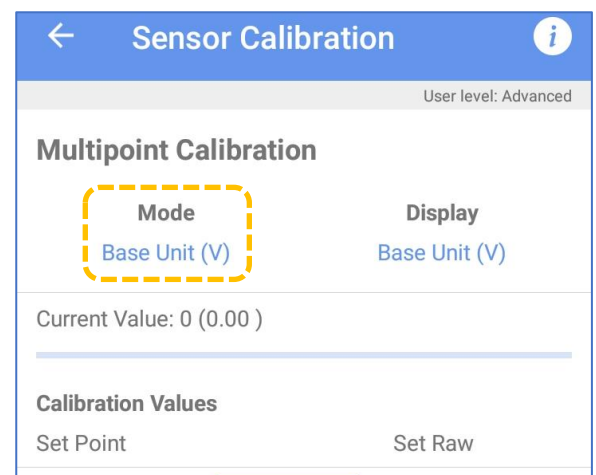 Sensor Calibration
User level: Advanced
Multipoint Calibration
Mode Display
Base Unit (V) Base Unit (V)
Current Value: 0 (0.00 )
Calibration Values
Set Point Set Raw